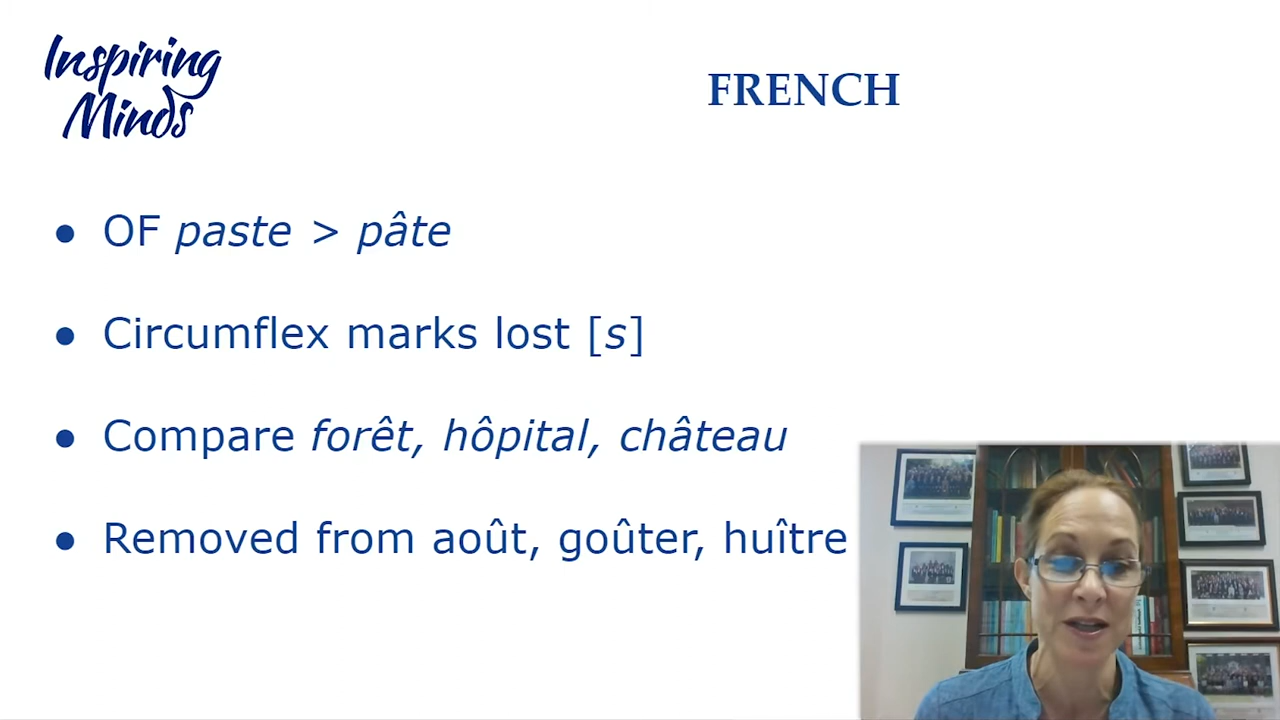 Inspiring
Minds
FRENCH
● OF paste > pâte
● Circumflex marks lost [s]
● Compare forêt, hôpital, château
● Removed from août, goûter, huître